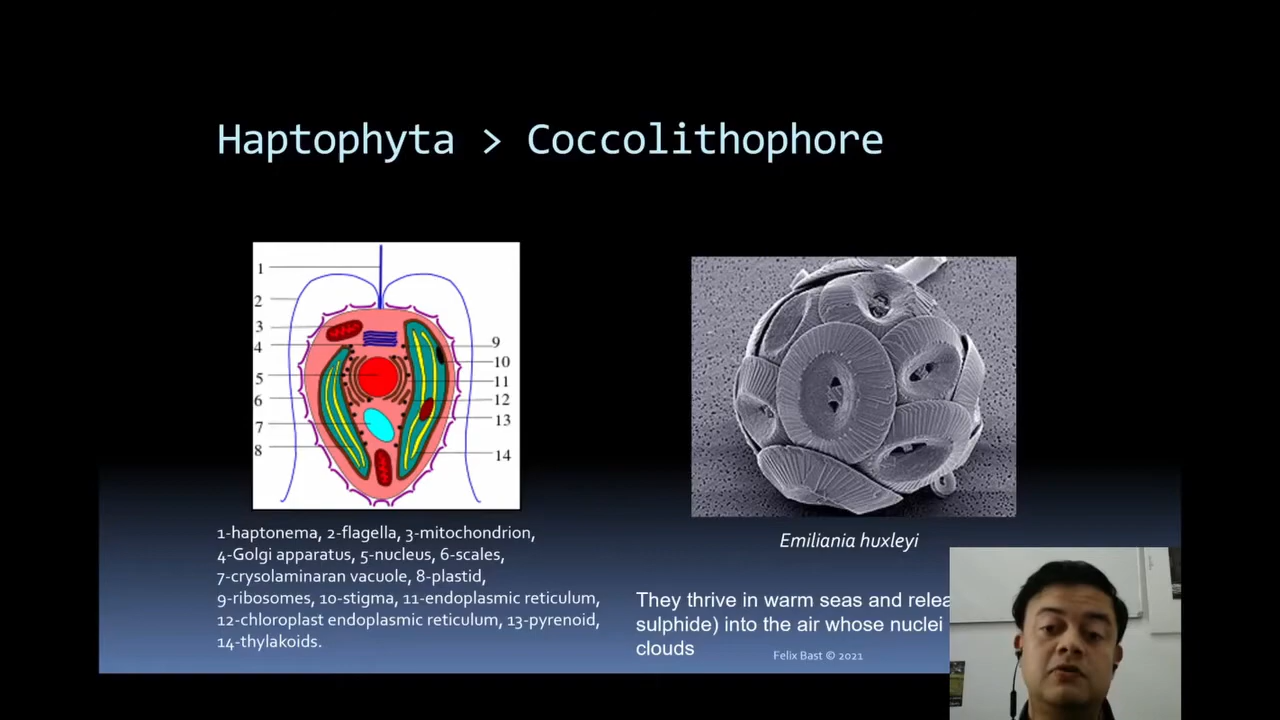 Haptophyta > Coccolithophore
1
2
3
4
5
6
7
8
9
10
11
12
13
14
1-haptonema, 2-flagella, 3-mitochondrion,
4-Golgi apparatus, 5-nucleus, 6-scales,
7-crysolaminaran vacuole, 8-plastid,
9-ribosomes, 10-stigma, 11-endoplasmic reticulum,
12-chloroplast endoplasmic reticulum, 13-pyrenoid,
14-thylakoids.
Emiliania huxleyi
They thrive in warm seas and relea
sulphide) into the air whose nuclei
clouds
Felix Bast © 2021